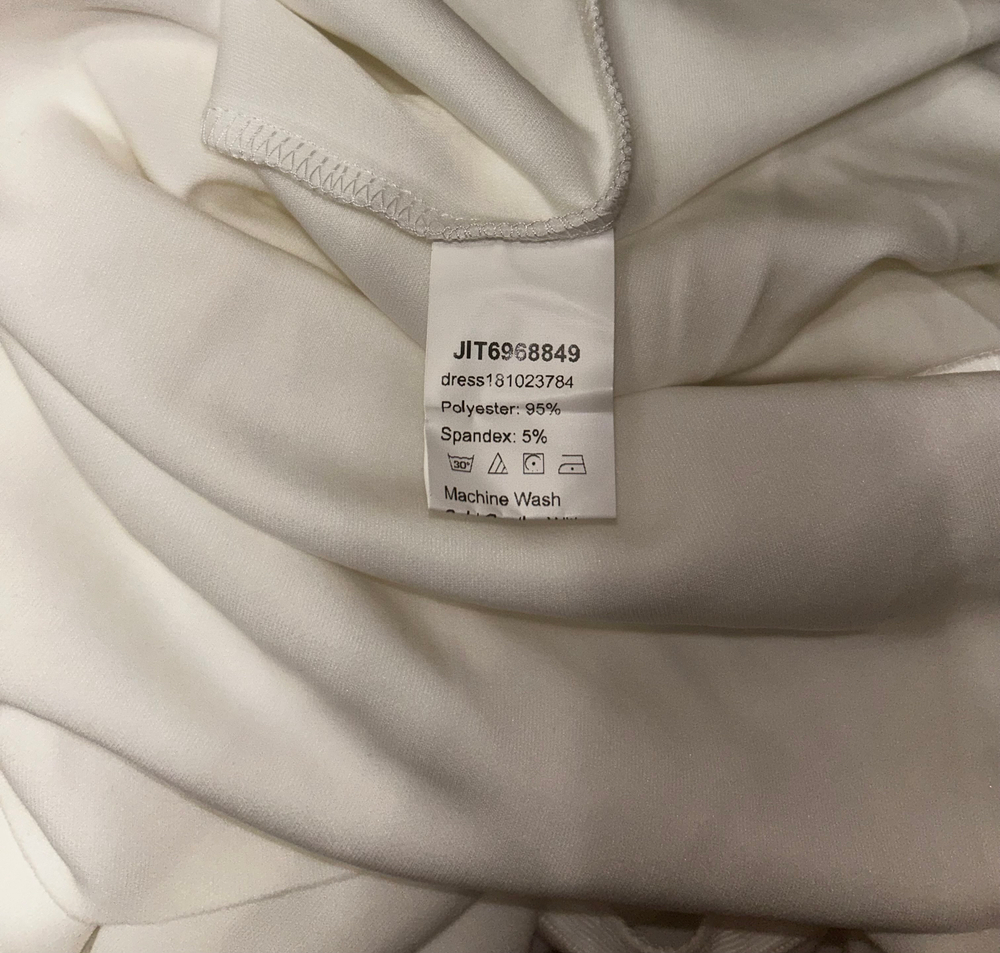 JIT6968849
dress181023784
Polyester: 95%
Spandex: 5%
30°
Machine Wash